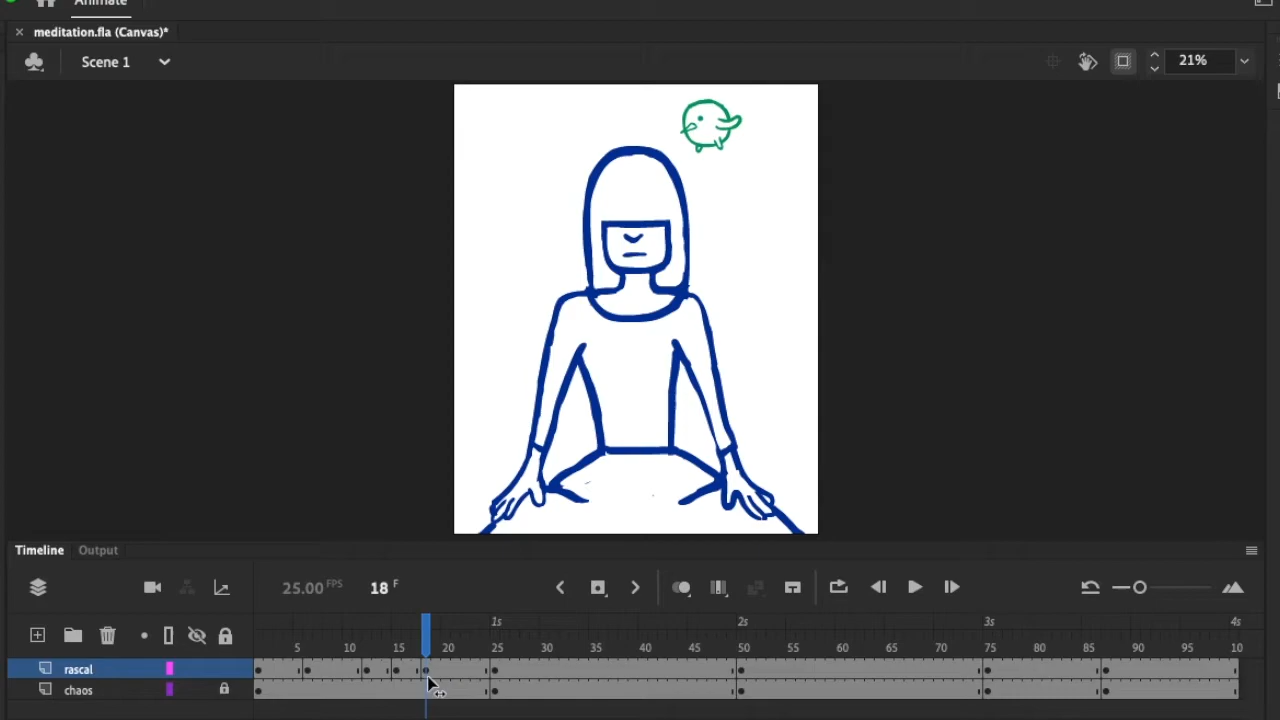 Animate
meditation.fla (Canvas)*
Scene 1
21%
Timeline Output
25.00 FPS 18 F
1s 2s 3s 4s
5 10 15 20 25 30 35 40 45 50 55 60 65 70 75 80 85 90 95 10
rascal
chaos